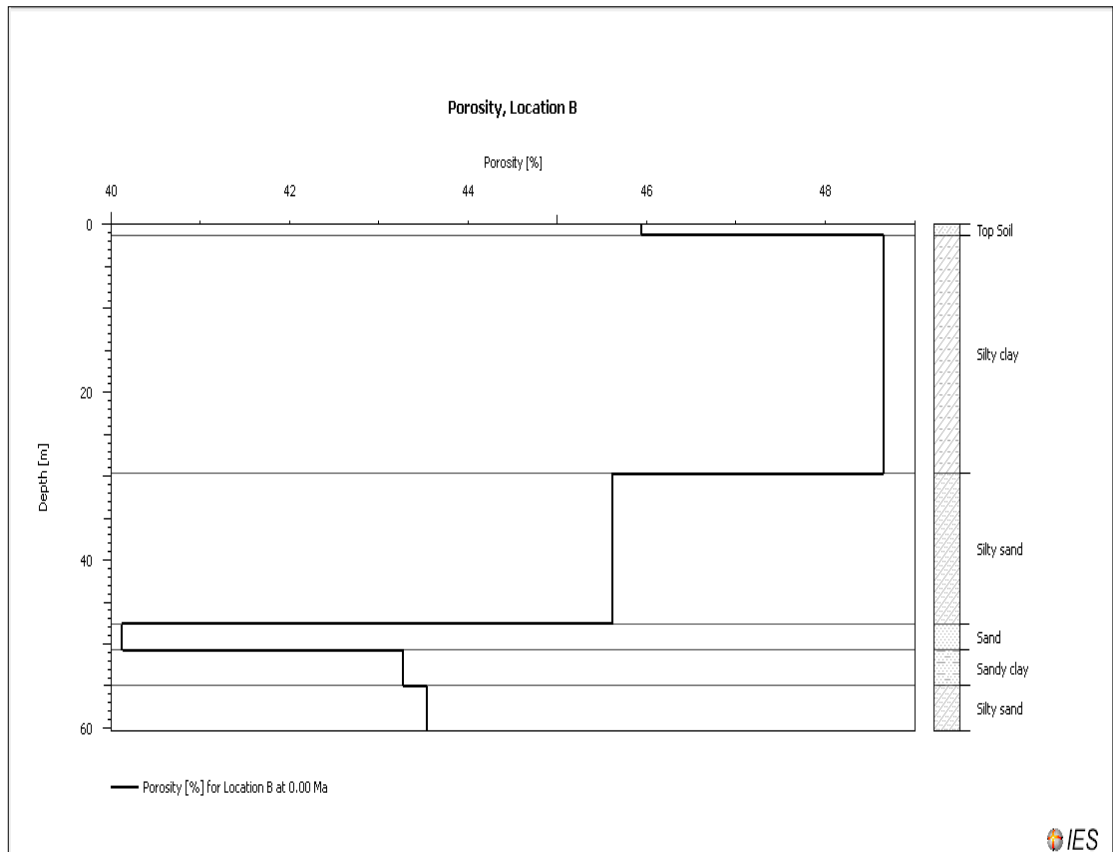 Porosity, Location B
Porosity [%]
40 42 44 46 48
0
20
40
60
Depth [m]
Top Soil
Silty clay
Silty sand
Sand
Sandy clay
Silty sand
Porosity [%] for Location B at 0.00 Ma
IES